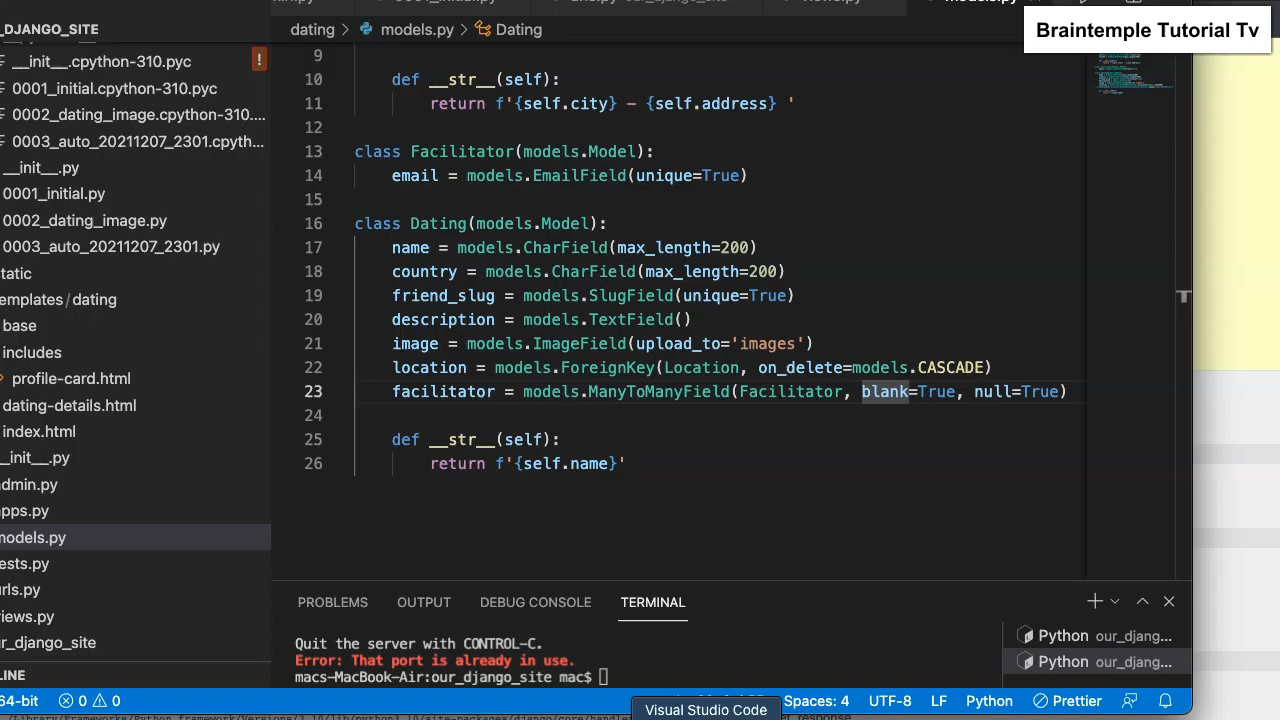 Braintemple Tutorial Tv
_DJANGO_SITE
__init__.cpython-310.pyc
!
0001_initial.cpython-310.pyc
0002_dating_image.cpython-310....
0003_auto_20211207_2301.cpyth...
__init__.py
0001_initial.py
0002_dating_image.py
0003_auto_20211207_2301.py
tatic
emplates/dating
base
includes
profile-card.html
dating-details.html
index.html
__init__.py
dmin.py
apps.py
models.py
ests.py
rls.py
iews.py
ur_django_site
LINE
dating > models.py > Dating
9
10 def __str__(self):
11 return f'{self.city} - {self.address} '
12
13 class Facilitator(models.Model):
14 email = models.EmailField(unique=True)
15
16 class Dating(models.Model):
17 name = models.CharField(max_length=200)
18 country = models.CharField(max_length=200)
19 friend_slug = models.SlugField(unique=True)
20 description = models.TextField()
21 image = models.ImageField(upload_to='images')
22 location = models.ForeignKey(Location, on_delete=models.CASCADE)
23 facilitator = models.ManyToManyField(Facilitator, blank=True, null=True)
24
25 def __str__(self):
26 return f'{self.name}'
PROBLEMS OUTPUT DEBUG CONSOLE TERMINAL
Quit the server with CONTROL-C.
Error: That port is already in use.
macs-MacBook-Air:our_django_site mac$
Python our_djang...
Python our_djang...
64-bit 0 0 Spaces: 4 UTF-8 LF Python Prettier
Visual Studio Code